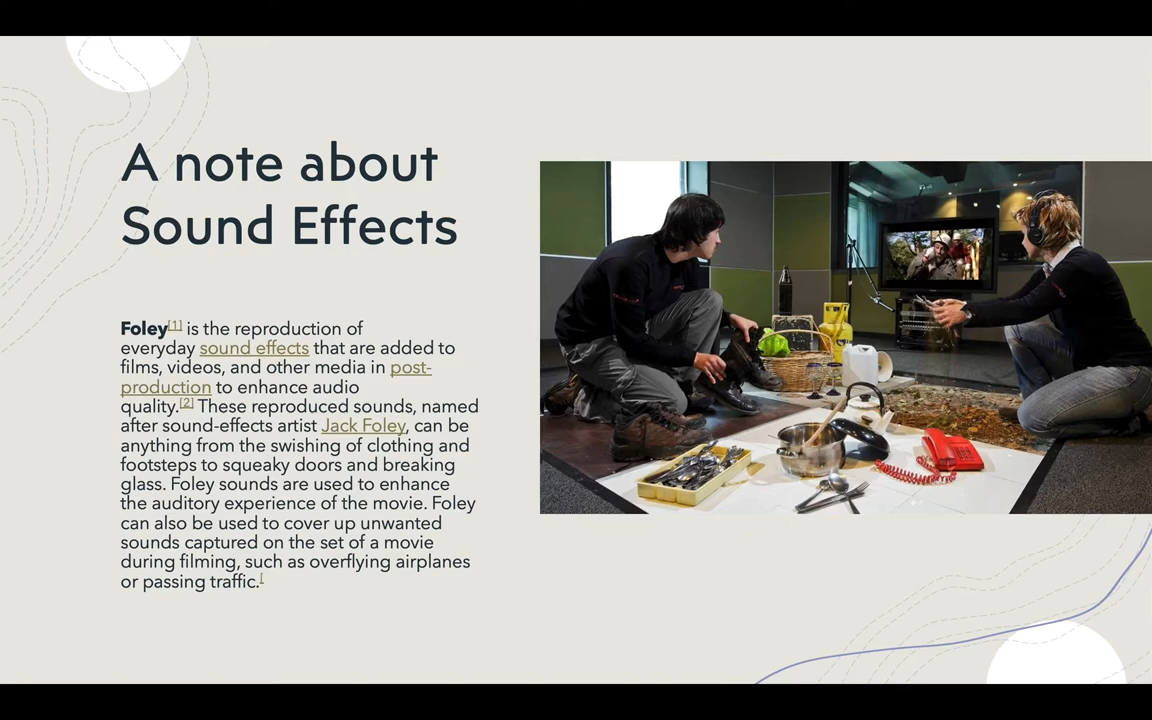 A note about
Sound Effects
Foley[1] is the reproduction of
everyday sound effects that are added to
films, videos, and other media in post-
production to enhance audio
quality.[2] These reproduced sounds, named
after sound-effects artist Jack Foley, can be
anything from the swishing of clothing and
footsteps to squeaky doors and breaking
glass. Foley sounds are used to enhance
the auditory experience of the movie. Foley
can also be used to cover up unwanted
sounds captured on the set of a movie
during filming, such as overflying airplanes
or passing traffic.[